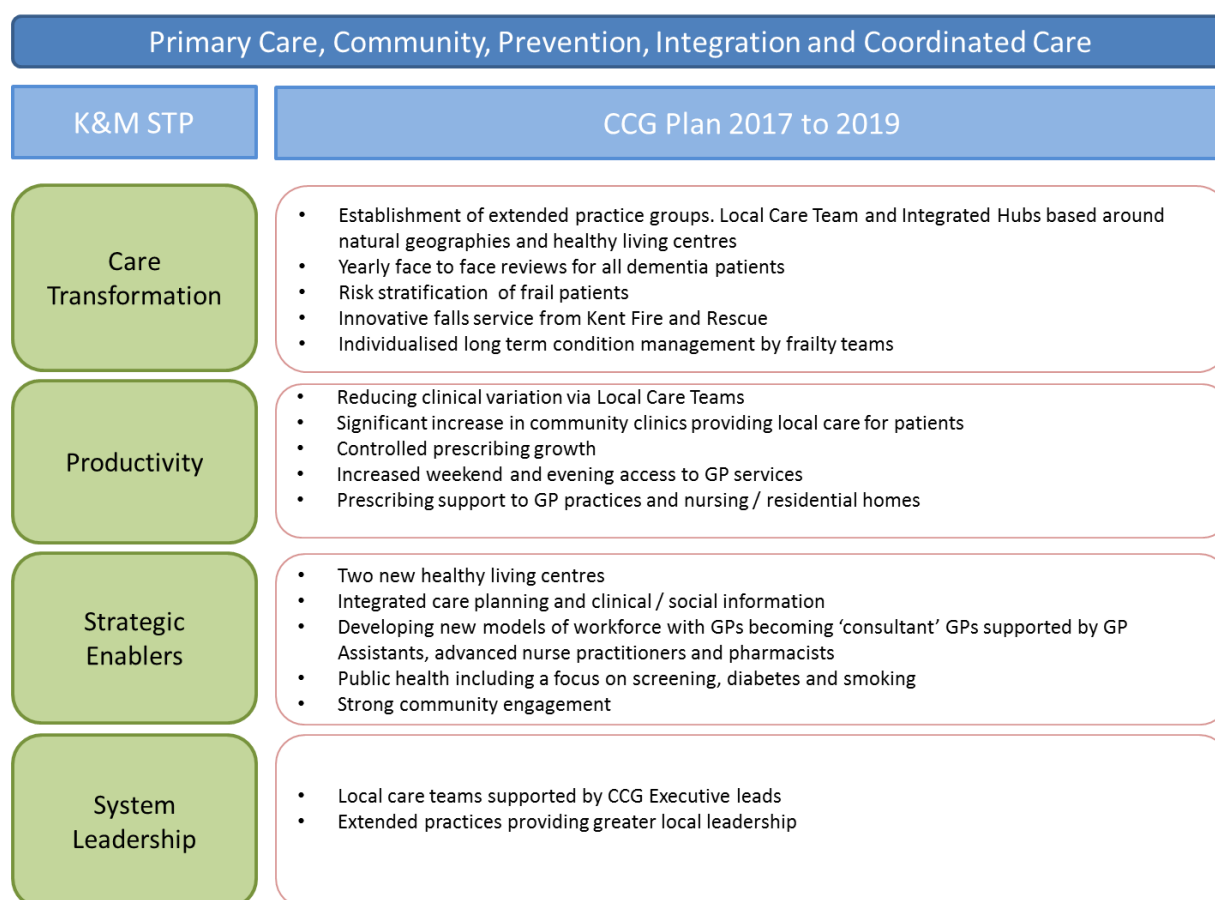 Primary Care, Community, Prevention, Integration and Coordinated Care
K&M STP
CCG Plan 2017 to 2019
Care
Transformation
• Establishment of extended practice groups. Local Care Team and Integrated Hubs based around
natural geographies and healthy living centres
• Yearly face to face reviews for all dementia patients
• Risk stratification of frail patients
• Innovative falls service from Kent Fire and Rescue
• Individualised long term condition management by frailty teams
Productivity
• Reducing clinical variation via Local Care Teams
• Significant increase in community clinics providing local care for patients
• Controlled prescribing growth
• Increased weekend and evening access to GP services
• Prescribing support to GP practices and nursing / residential homes
Strategic
Enablers
• Two new healthy living centres
• Integrated care planning and clinical / social information
• Developing new models of workforce with GPs becoming ‘consultant’ GPs supported by GP
Assistants, advanced nurse practitioners and pharmacists
• Public health including a focus on screening, diabetes and smoking
• Strong community engagement
System
Leadership
• Local care teams supported by CCG Executive leads
• Extended practices providing greater local leadership